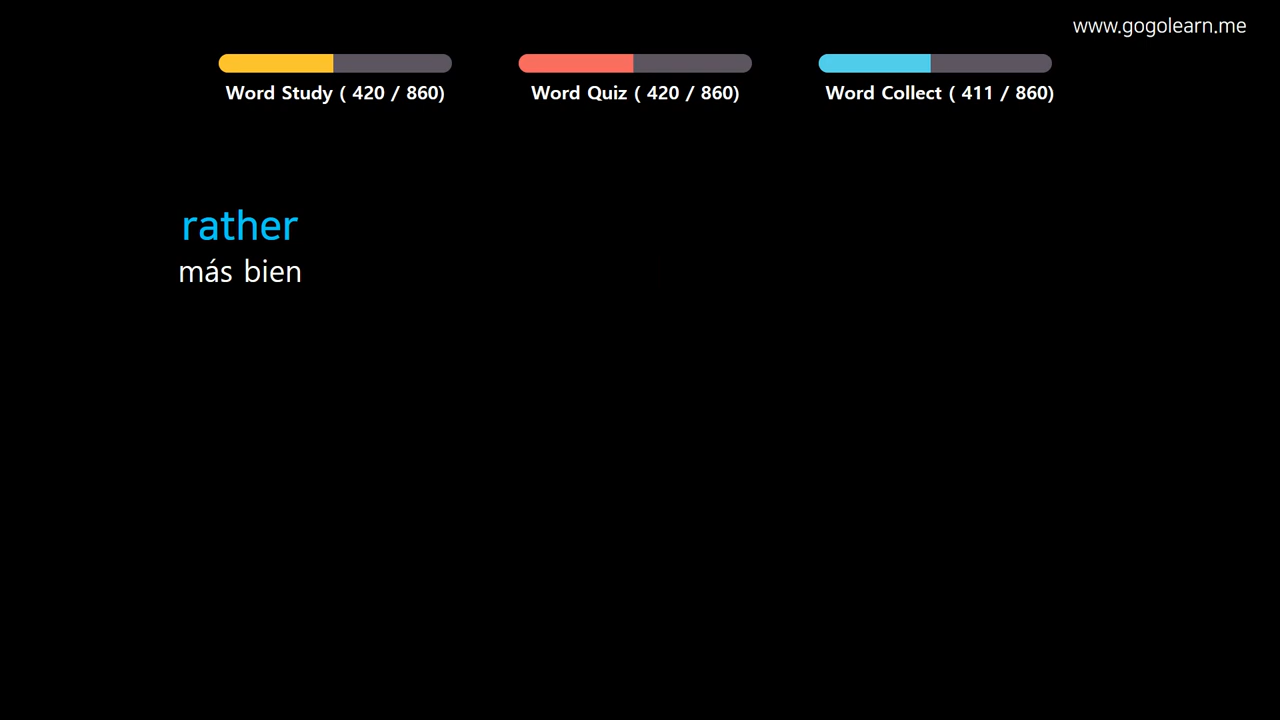 www.gogolearn.me
Word Study ( 420 / 860)
Word Quiz ( 420 / 860)
Word Collect ( 411 / 860)
rather
más bien